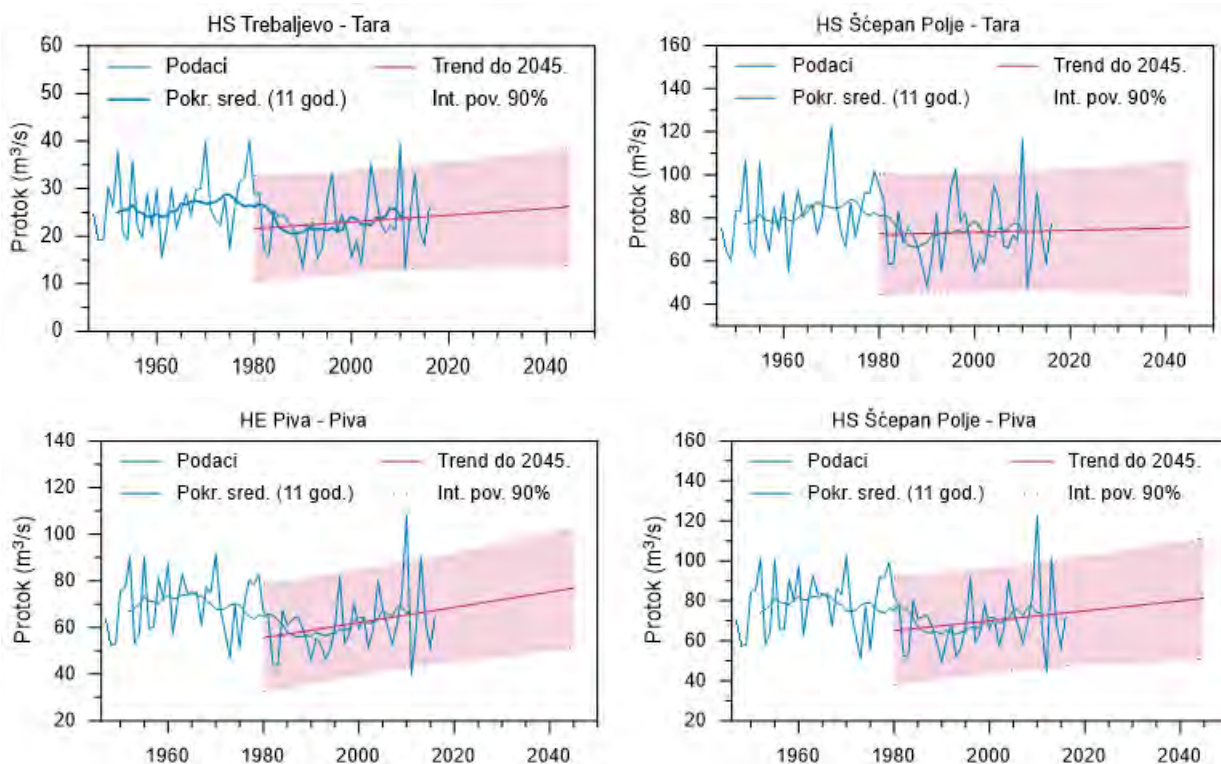 HS Trebaljevo - Tara
60
50
40
30
20
10
0
Protok (m³/s)
Podaci
Trend do 2045.
Pokr. sred. (11 god.)
Int. pov. 90%
1960
1980
2000
2020
2040
HS Šćepan Polje - Tara
160
140
120
100
80
60
40
Protok (m³/s)
Podaci
Trend do 2045.
Pokr. sred. (11 god.)
Int. pov. 90%
1960
1980
2000
2020
2040
HE Piva - Piva
140
120
100
80
60
40
20
Protok (m³/s)
Podaci
Trend do 2045.
Pokr. sred. (11 god.)
Int. pov. 90%
1960
1980
2000
2020
2040
HS Šćepan Polje - Piva
160
140
120
100
80
60
40
20
Protok (m³/s)
Podaci
Trend do 2045.
Pokr. sred. (11 god.)
Int. pov. 90%
1960
1980
2000
2020
2040